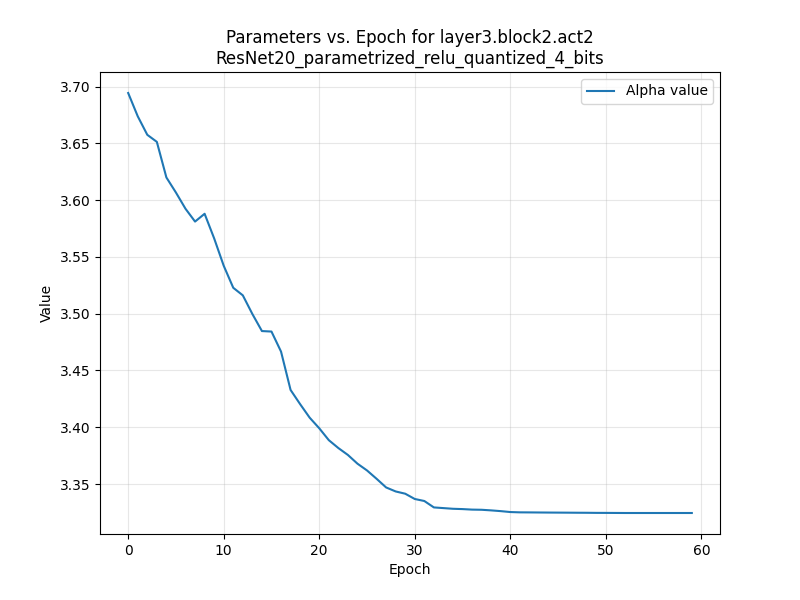 Parameters vs. Epoch for layer3.block2.act2
ResNet20_parametrized_relu_quantized_4_bits
Alpha value
3.70
3.65
3.60
3.55
3.50
3.45
3.40
3.35
Value
0 10 20 30 40 50 60
Epoch